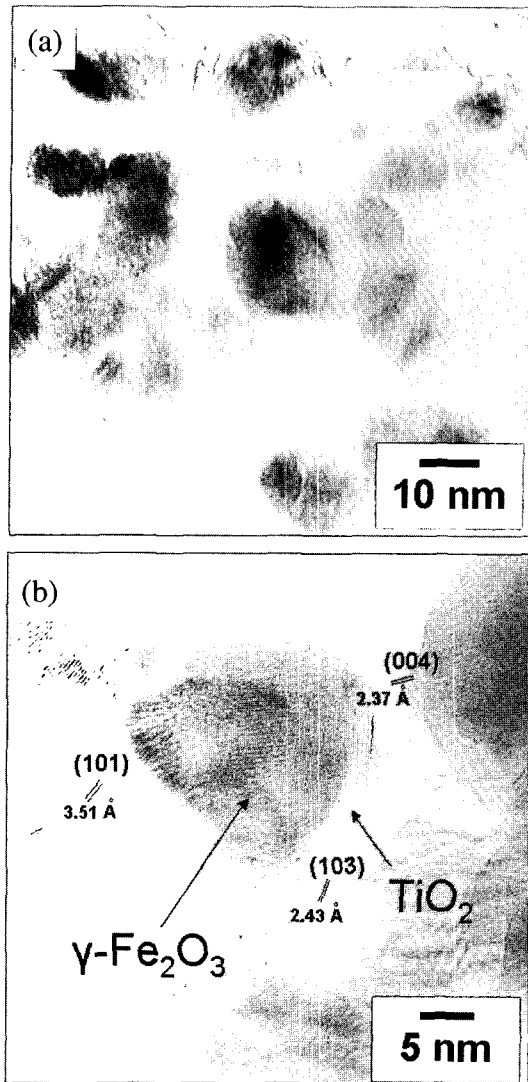 (a)
10 nm
(b)
(004)
2.37 Å
(101)
3.51 Å
(103)
2.43 Å
TiO₂
γ-Fe₂O₃
5 nm